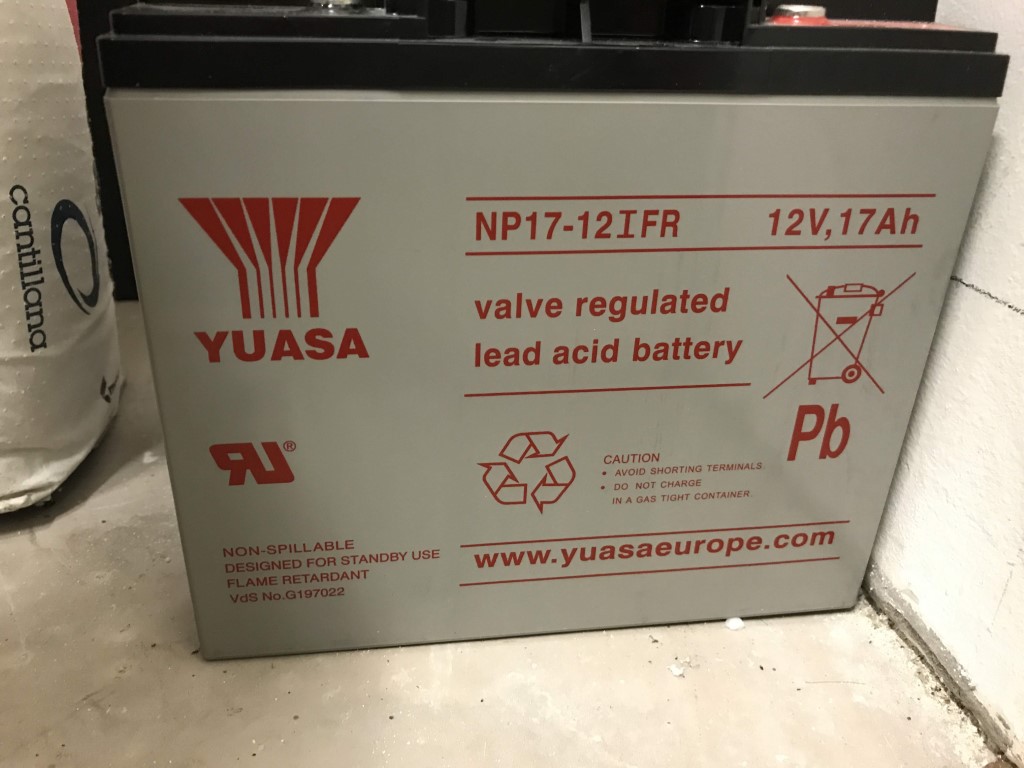 cantillana
YUASA
NP17-12IFR 12V,17Ah
valve regulated
lead acid battery
Pb
RU®
CAUTION
• AVOID SHORTING TERMINALS.
• DO NOT CHARGE
IN A GAS TIGHT CONTAINER.
NON-SPILLABLE
DESIGNED FOR STANDBY USE
FLAME RETARDANT
VdS No.G197022
www.yuasaeurope.com